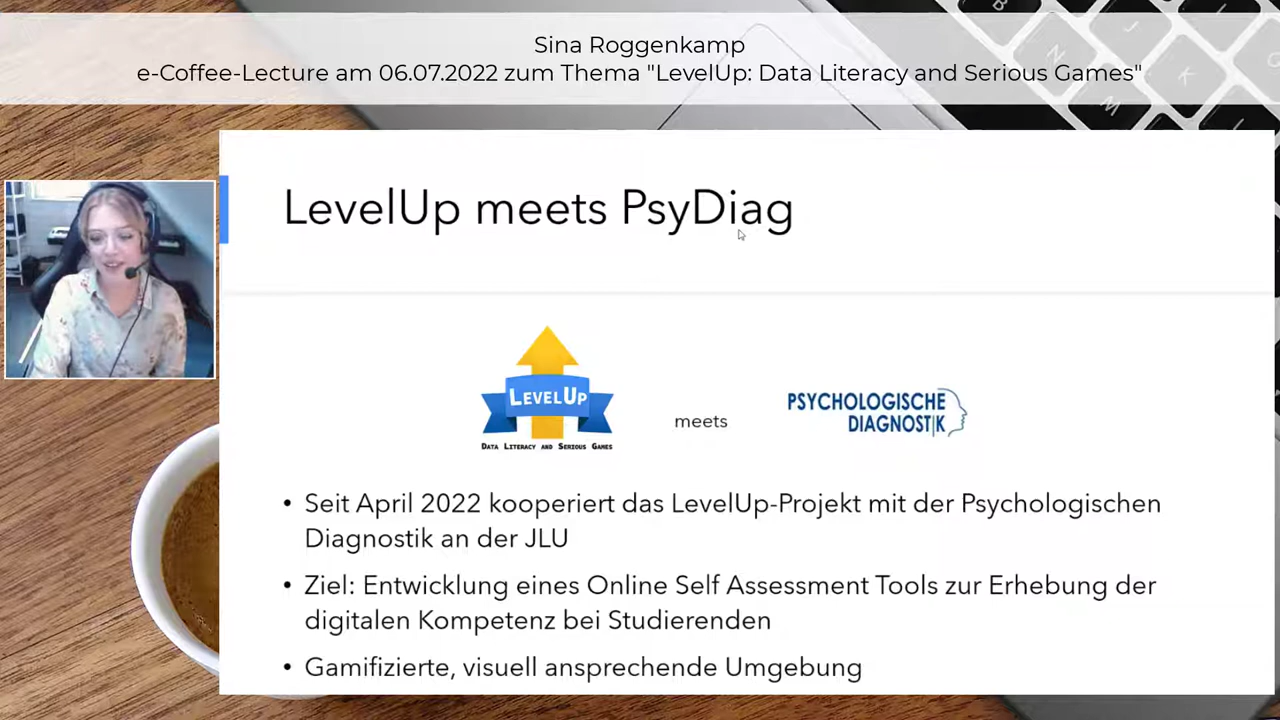 Sina Roggenkamp
e-Coffee-Lecture am 06.07.2022 zum Thema "LevelUp: Data Literacy and Serious Games"
LevelUp meets PsyDiag
LEVELUP
DATA LITERACY AND SERIOUS GAMES
meets
PSYCHOLOGISCHE
DIAGNOSTIK
• Seit April 2022 kooperiert das LevelUp-Projekt mit der Psychologischen
Diagnostik an der JLU
• Ziel: Entwicklung eines Online Self Assessment Tools zur Erhebung der
digitalen Kompetenz bei Studierenden
• Gamifizierte, visuell ansprechende Umgebung